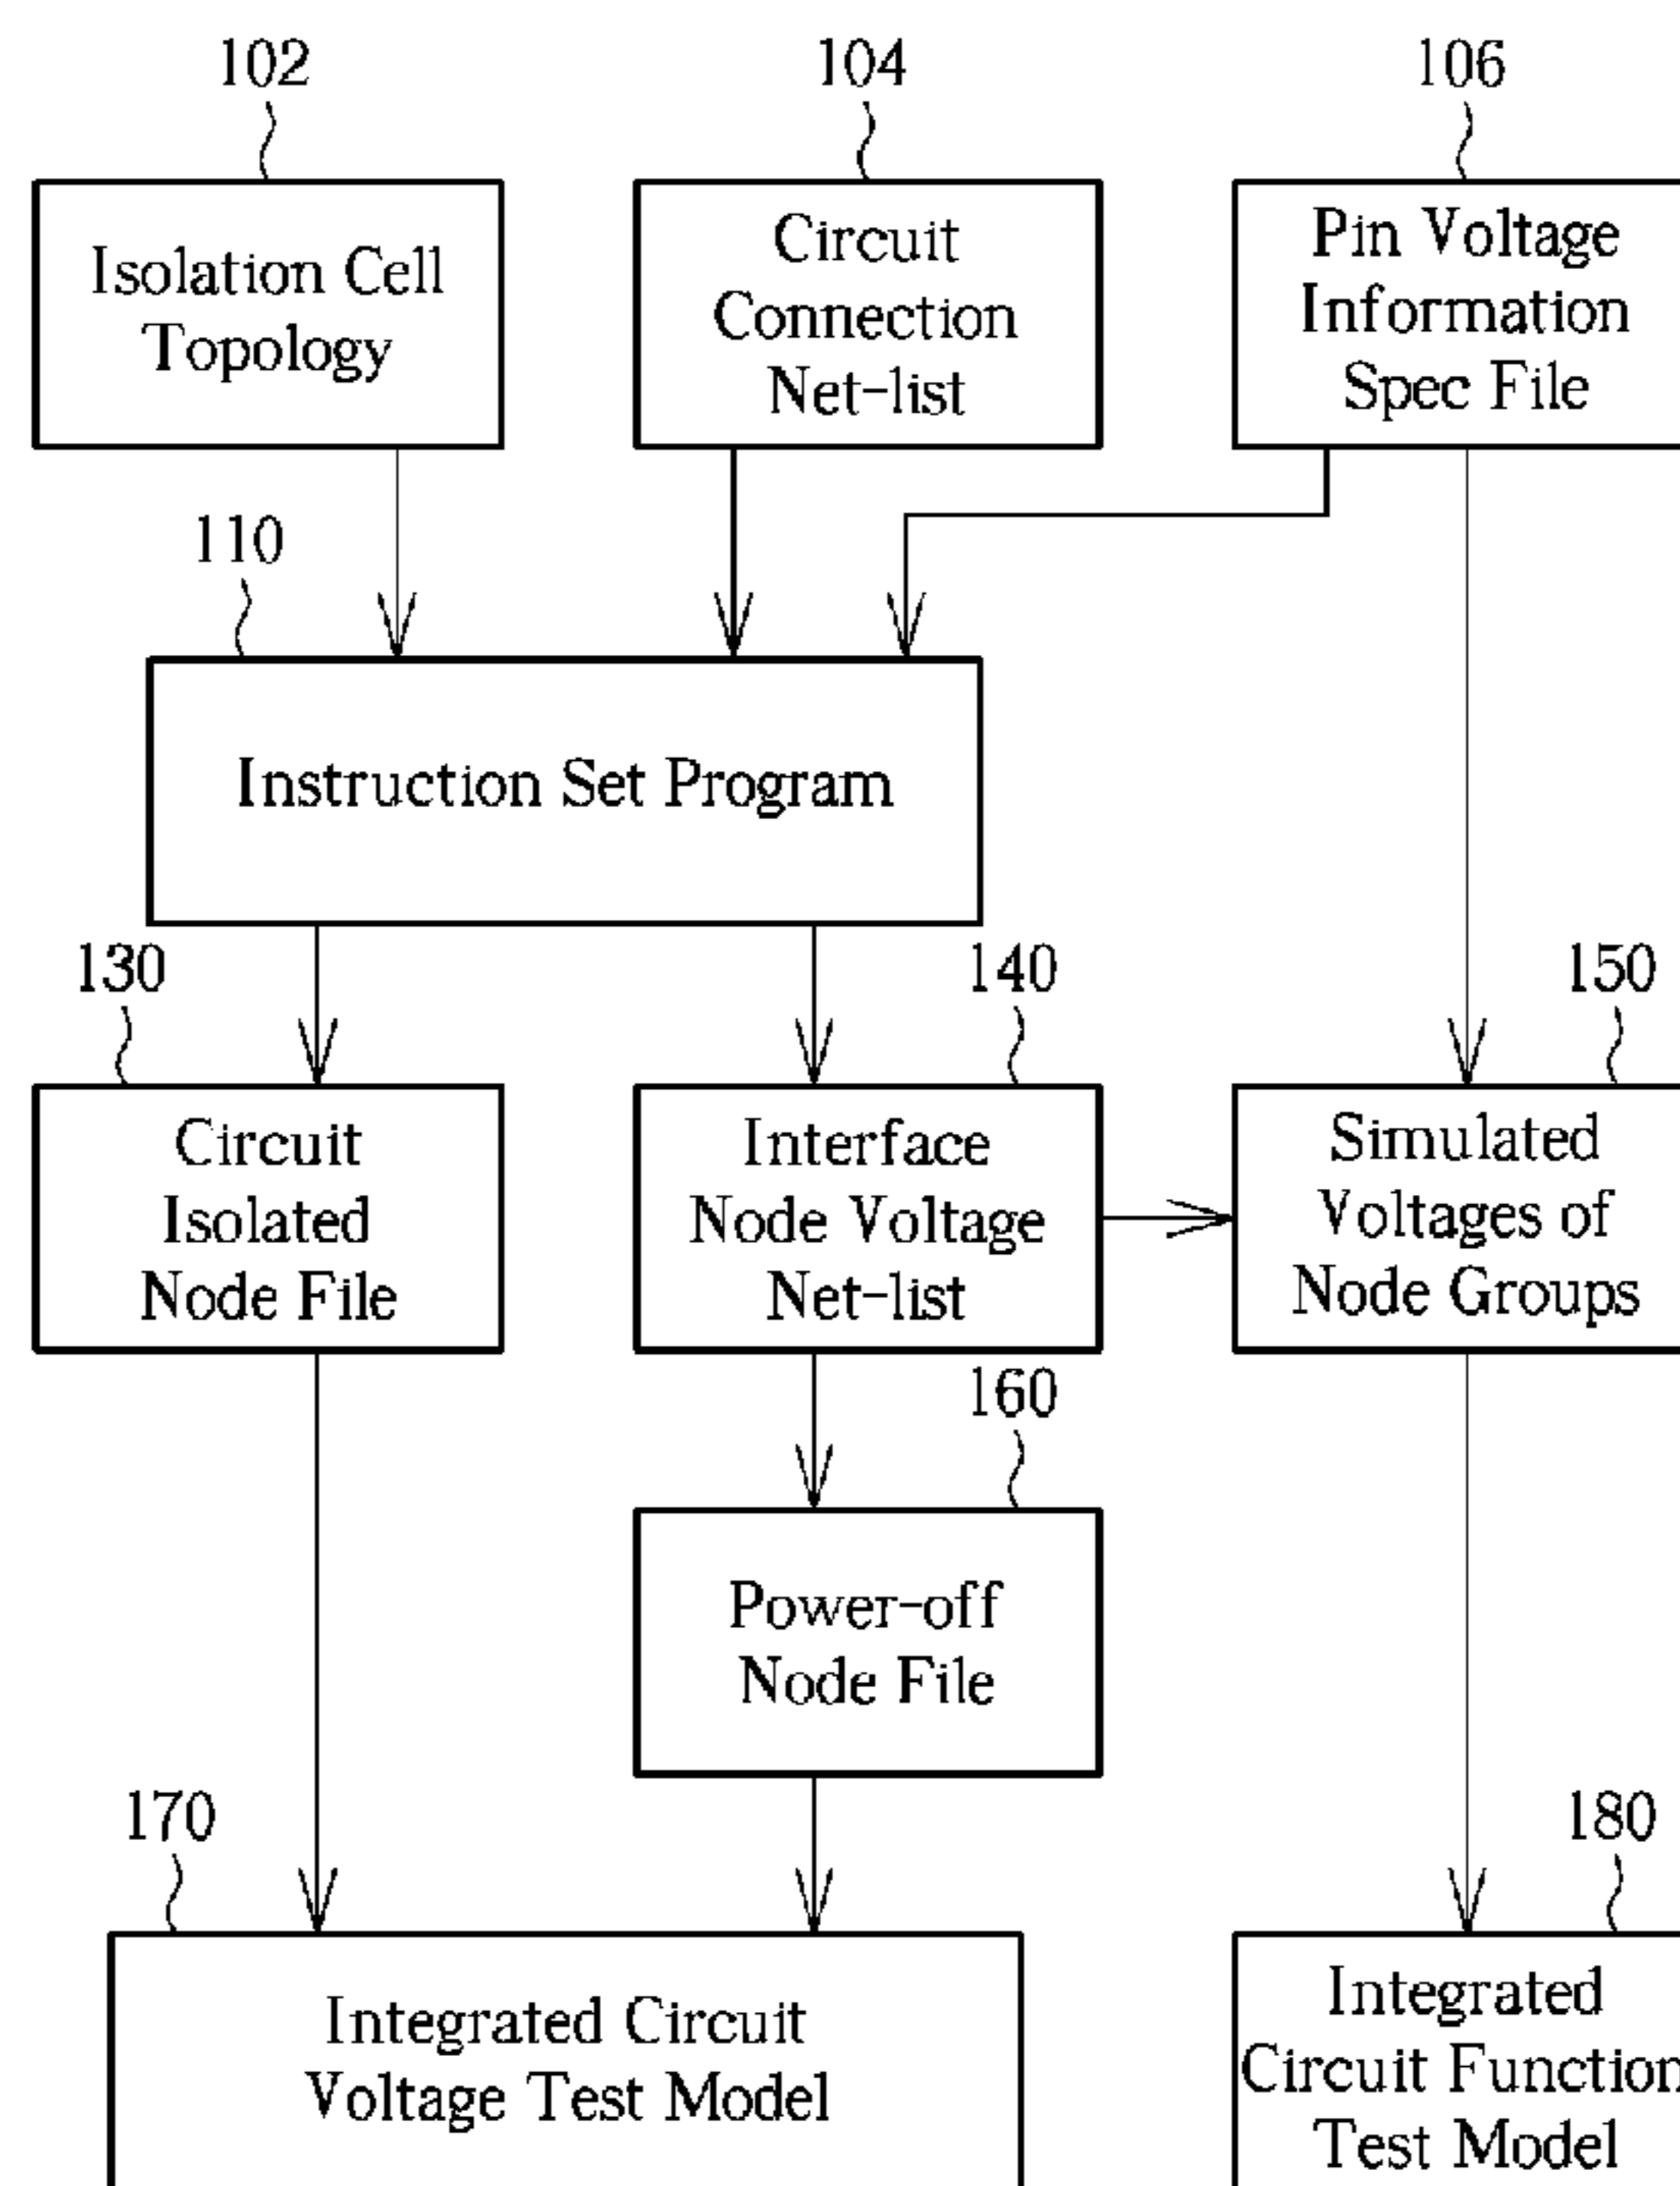 102
104
106
Isolation Cell
Topology
Circuit
Connection
Net-list
Pin Voltage
Information
Spec File
110
Instruction Set Program
130
140
150
Circuit
Isolated
Node File
Interface
Node Voltage
Net-list
Simulated
Voltages of
Node Groups
160
Power-off
Node File
170
180
Integrated Circuit
Voltage Test Model
Integrated
Circuit Function
Test Model